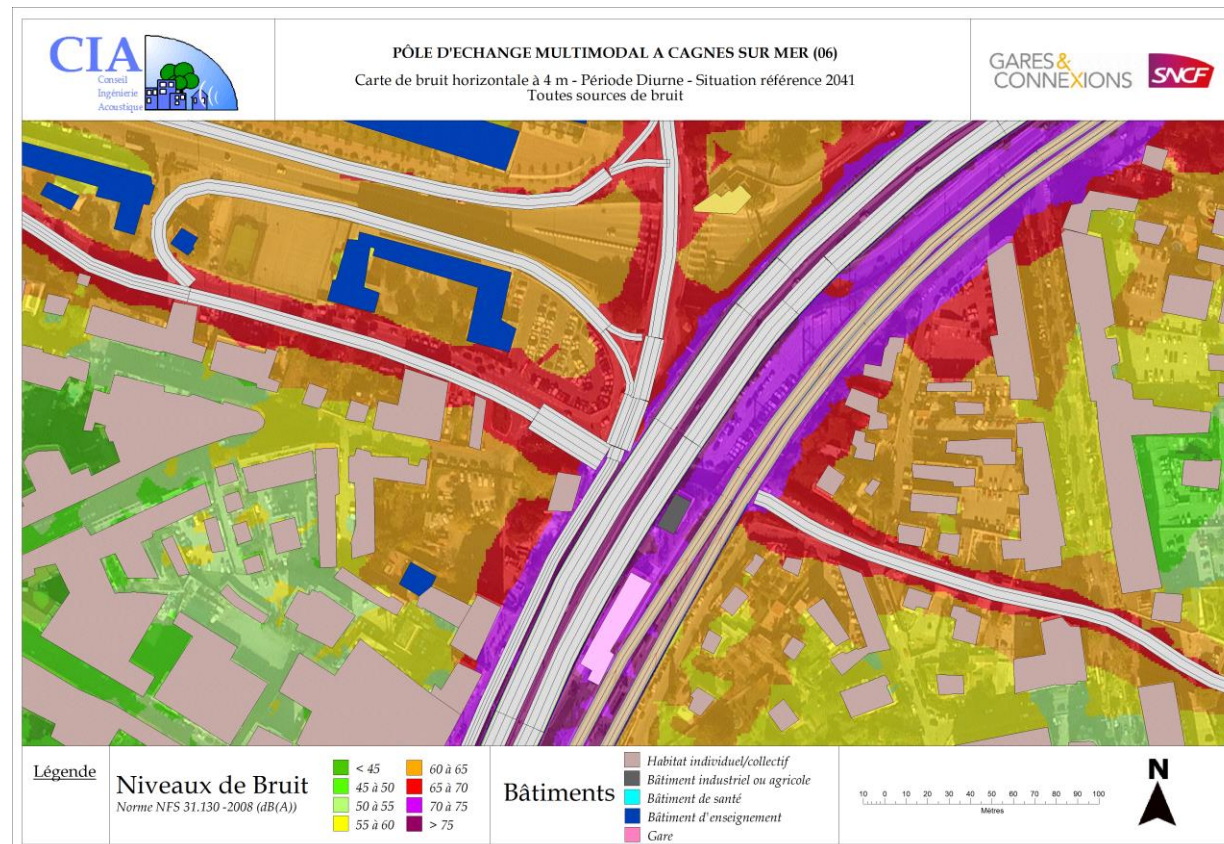 CIA
Conseil
Ingénierie
Acoustique
PÔLE D'ECHANGE MULTIMODAL A CAGNES SUR MER (06)
Carte de bruit horizontale à 4 m - Période Diurne - Situation référence 2041
Toutes sources de bruit
GARES &
CONNEXIONS
SNCF
Légende
Niveaux de Bruit
Norme NFS 31.130 -2008 (dB(A))
< 45
45 à 50
50 à 55
55 à 60
60 à 65
65 à 70
70 à 75
> 75
Bâtiments
Habitat individuel/collectif
Bâtiment industriel ou agricole
Bâtiment de santé
Bâtiment d'enseignement
Gare
10 0 10 20 30 40 50 60 70 80 90 100
Mètres
N